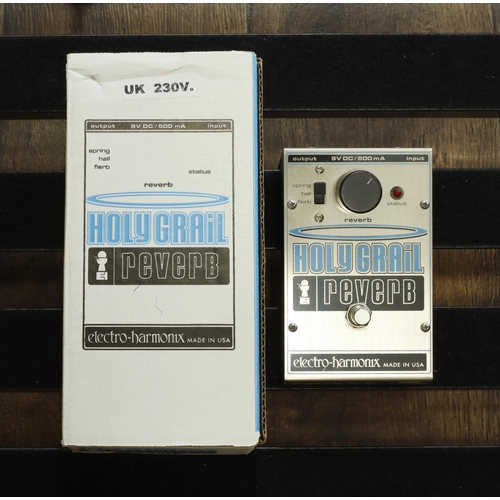 UK 230V.
output 9V DC/500 mA input
spring
hall
flerb
status
reverb
HOLY GRAiL
reverb
electro-harmonix MADE IN USA
output 9V DC/500 mA input
spring
hall
flerb
status
reverb
HOLY GRAiL
reverb
electro-harmonix MADE IN USA